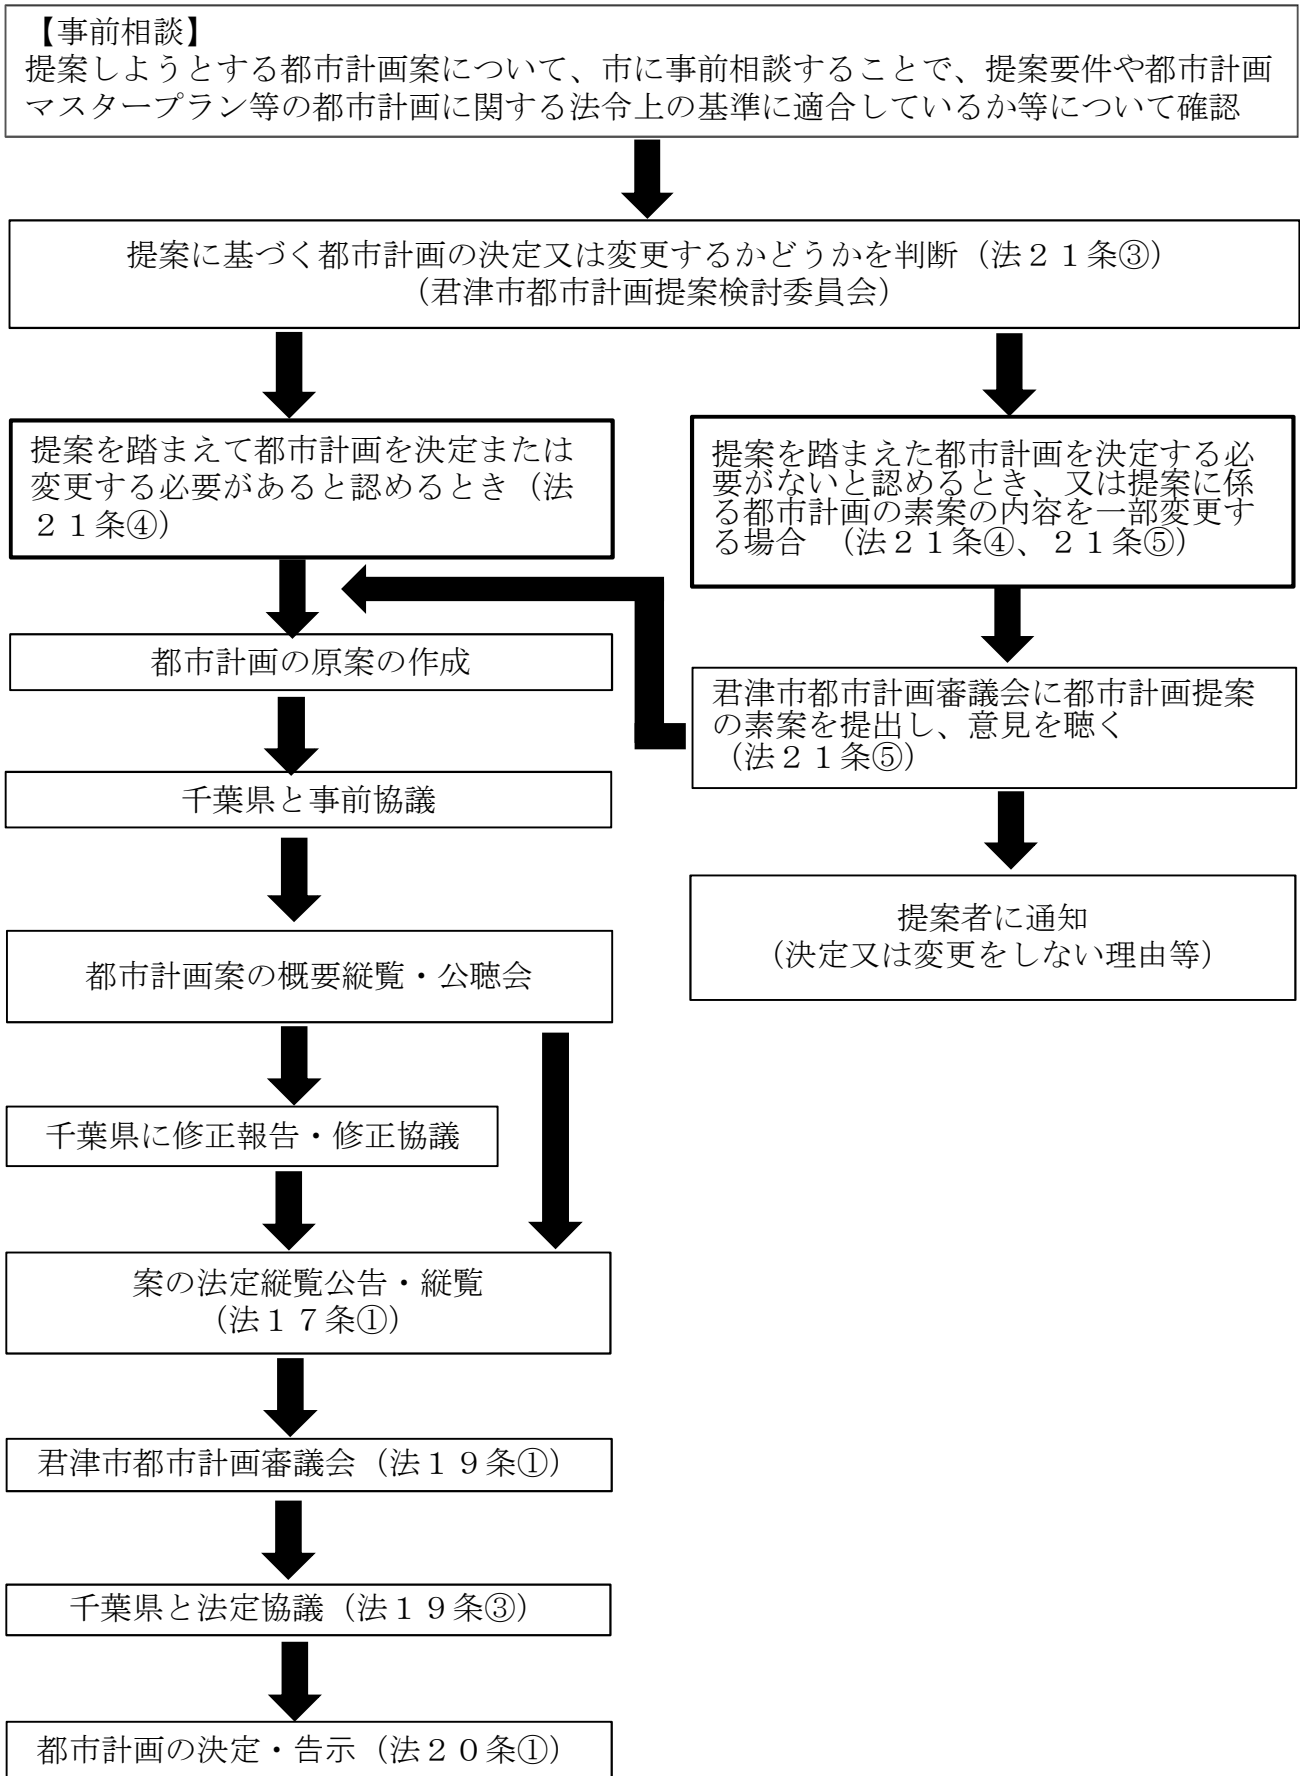 【事前相談】
提案しようとする都市計画案について、市に事前相談することで、提案要件や都市計画
マスタープラン等の都市計画に関する法令上の基準に適合しているか等について確認
提案に基づく都市計画の決定又は変更するかどうかを判断（法２１条③）
（君津市都市計画提案検討委員会）
提案を踏まえて都市計画を決定または
変更する必要があると認めるとき（法
２１条④）
提案を踏まえた都市計画を決定する必
要がないと認めるとき、又は提案に係
る都市計画の素案の内容を一部変更す
る場合　（法２１条④、２１条⑤）
都市計画の原案の作成
君津市都市計画審議会に都市計画提案
の素案を提出し、意見を聴く
（法２１条⑤）
千葉県と事前協議
提案者に通知
（決定又は変更をしない理由等）
都市計画案の概要縦覧・公聴会
千葉県に修正報告・修正協議
案の法定縦覧公告・縦覧
（法１７条①）
君津市都市計画審議会（法１９条①）
千葉県と法定協議（法１９条③）
都市計画の決定・告示（法２０条①）